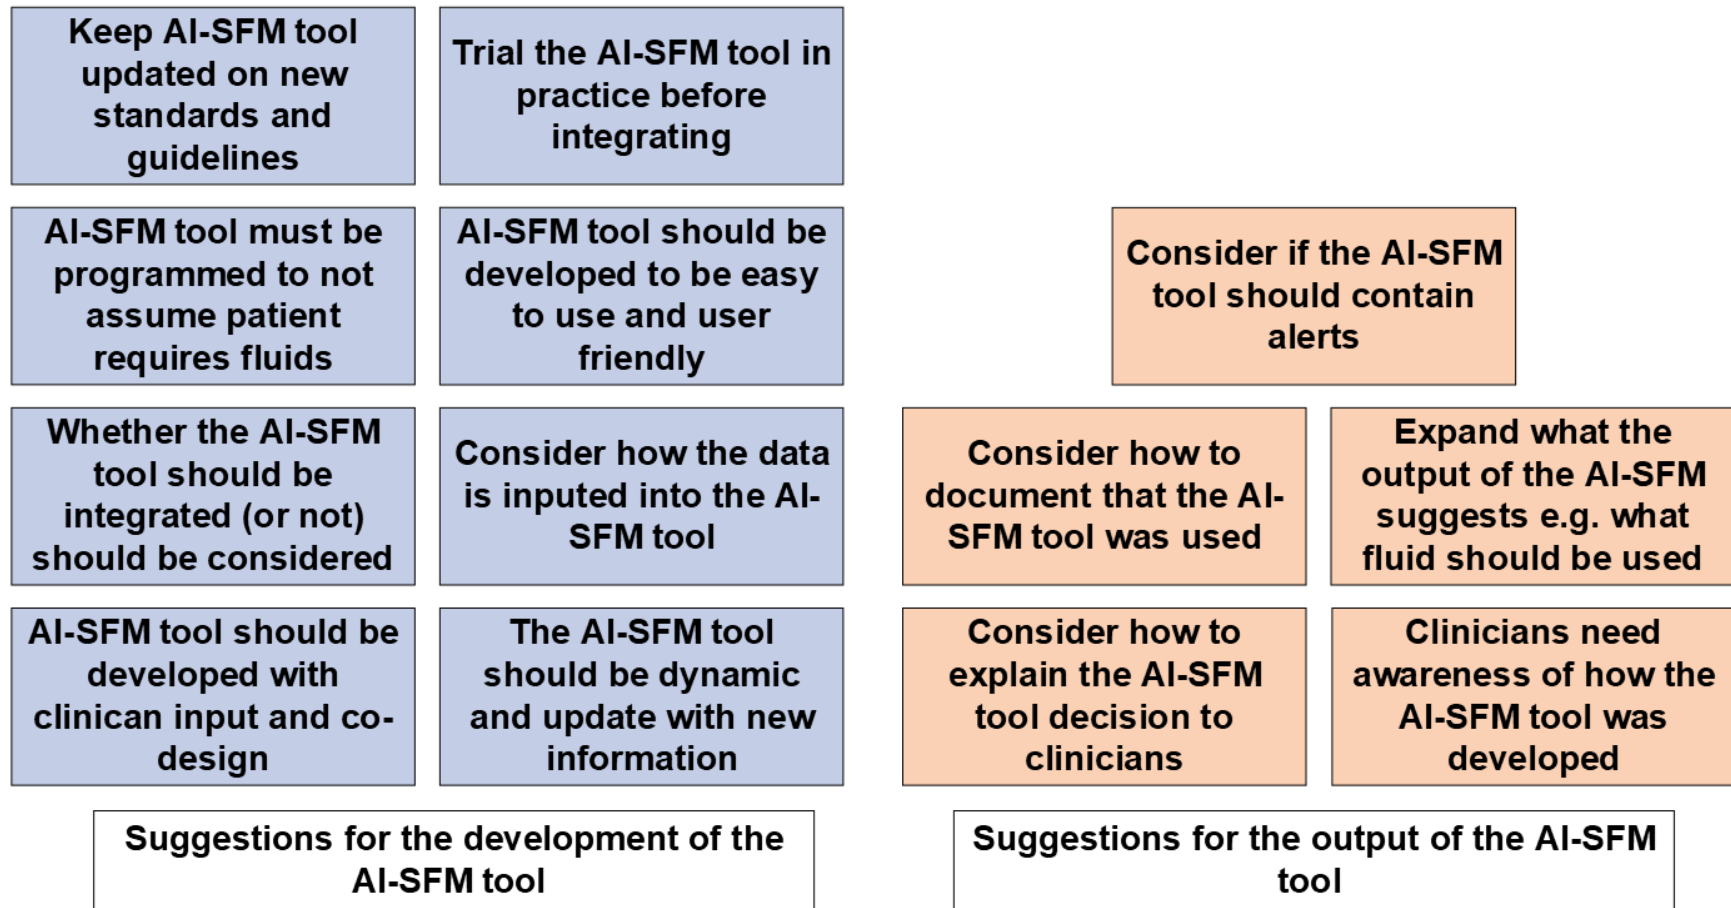 Keep AI-SFM tool
updated on new
standards and
guidelines
Trial the AI-SFM tool in
practice before
integrating
AI-SFM tool must be
programmed to not
assume patient
requires fluids
AI-SFM tool should be
developed to be easy
to use and user
friendly
Consider if the AI-SFM
tool should contain
alerts
Whether the AI-SFM
tool should be
integrated (or not)
should be considered
Consider how the data
is inputed into the AI-
SFM tool
Consider how to
document that the AI-
SFM tool was used
Expand what the
output of the AI-SFM
suggests e.g. what
fluid should be used
AI-SFM tool should be
developed with
clinican input and co-
design
The AI-SFM tool
should be dynamic
and update with new
information
Consider how to
explain the AI-SFM
tool decision to
clinicians
Clinicians need
awareness of how the
AI-SFM tool was
developed
Suggestions for the development of the
AI-SFM tool
Suggestions for the output of the AI-SFM
tool